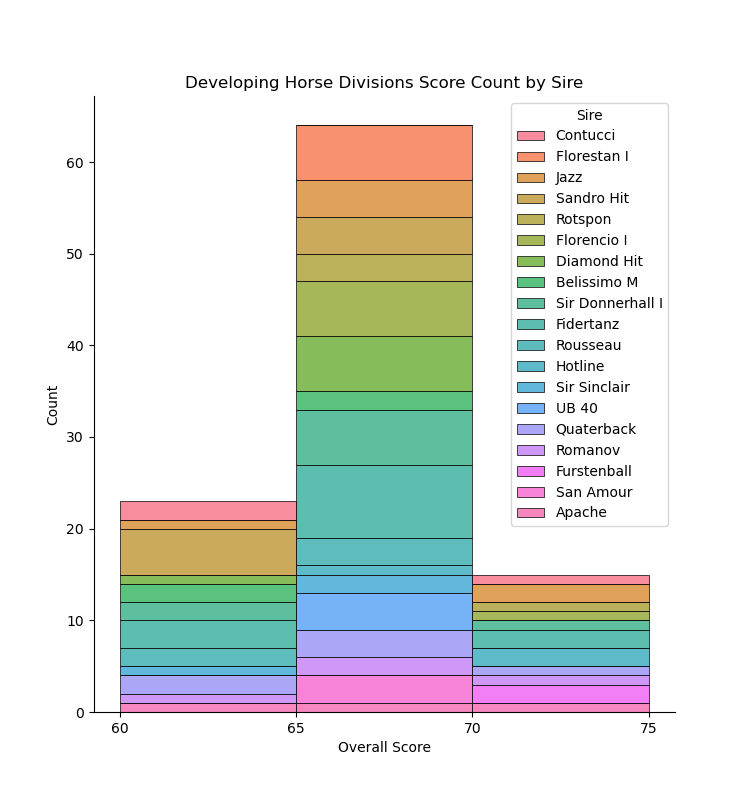 Developing Horse Divisions Score Count by Sire
Sire
Contucci
Florestan I
Jazz
Sandro Hit
Rotspon
Florencio I
Diamond Hit
Belissimo M
Sir Donnerhall I
Fidertanz
Rousseau
Hotline
Sir Sinclair
UB 40
Quaterback
Romanov
Furstenball
San Amour
Apache
Count
60
50
40
30
20
10
0
60 65 70 75
Overall Score